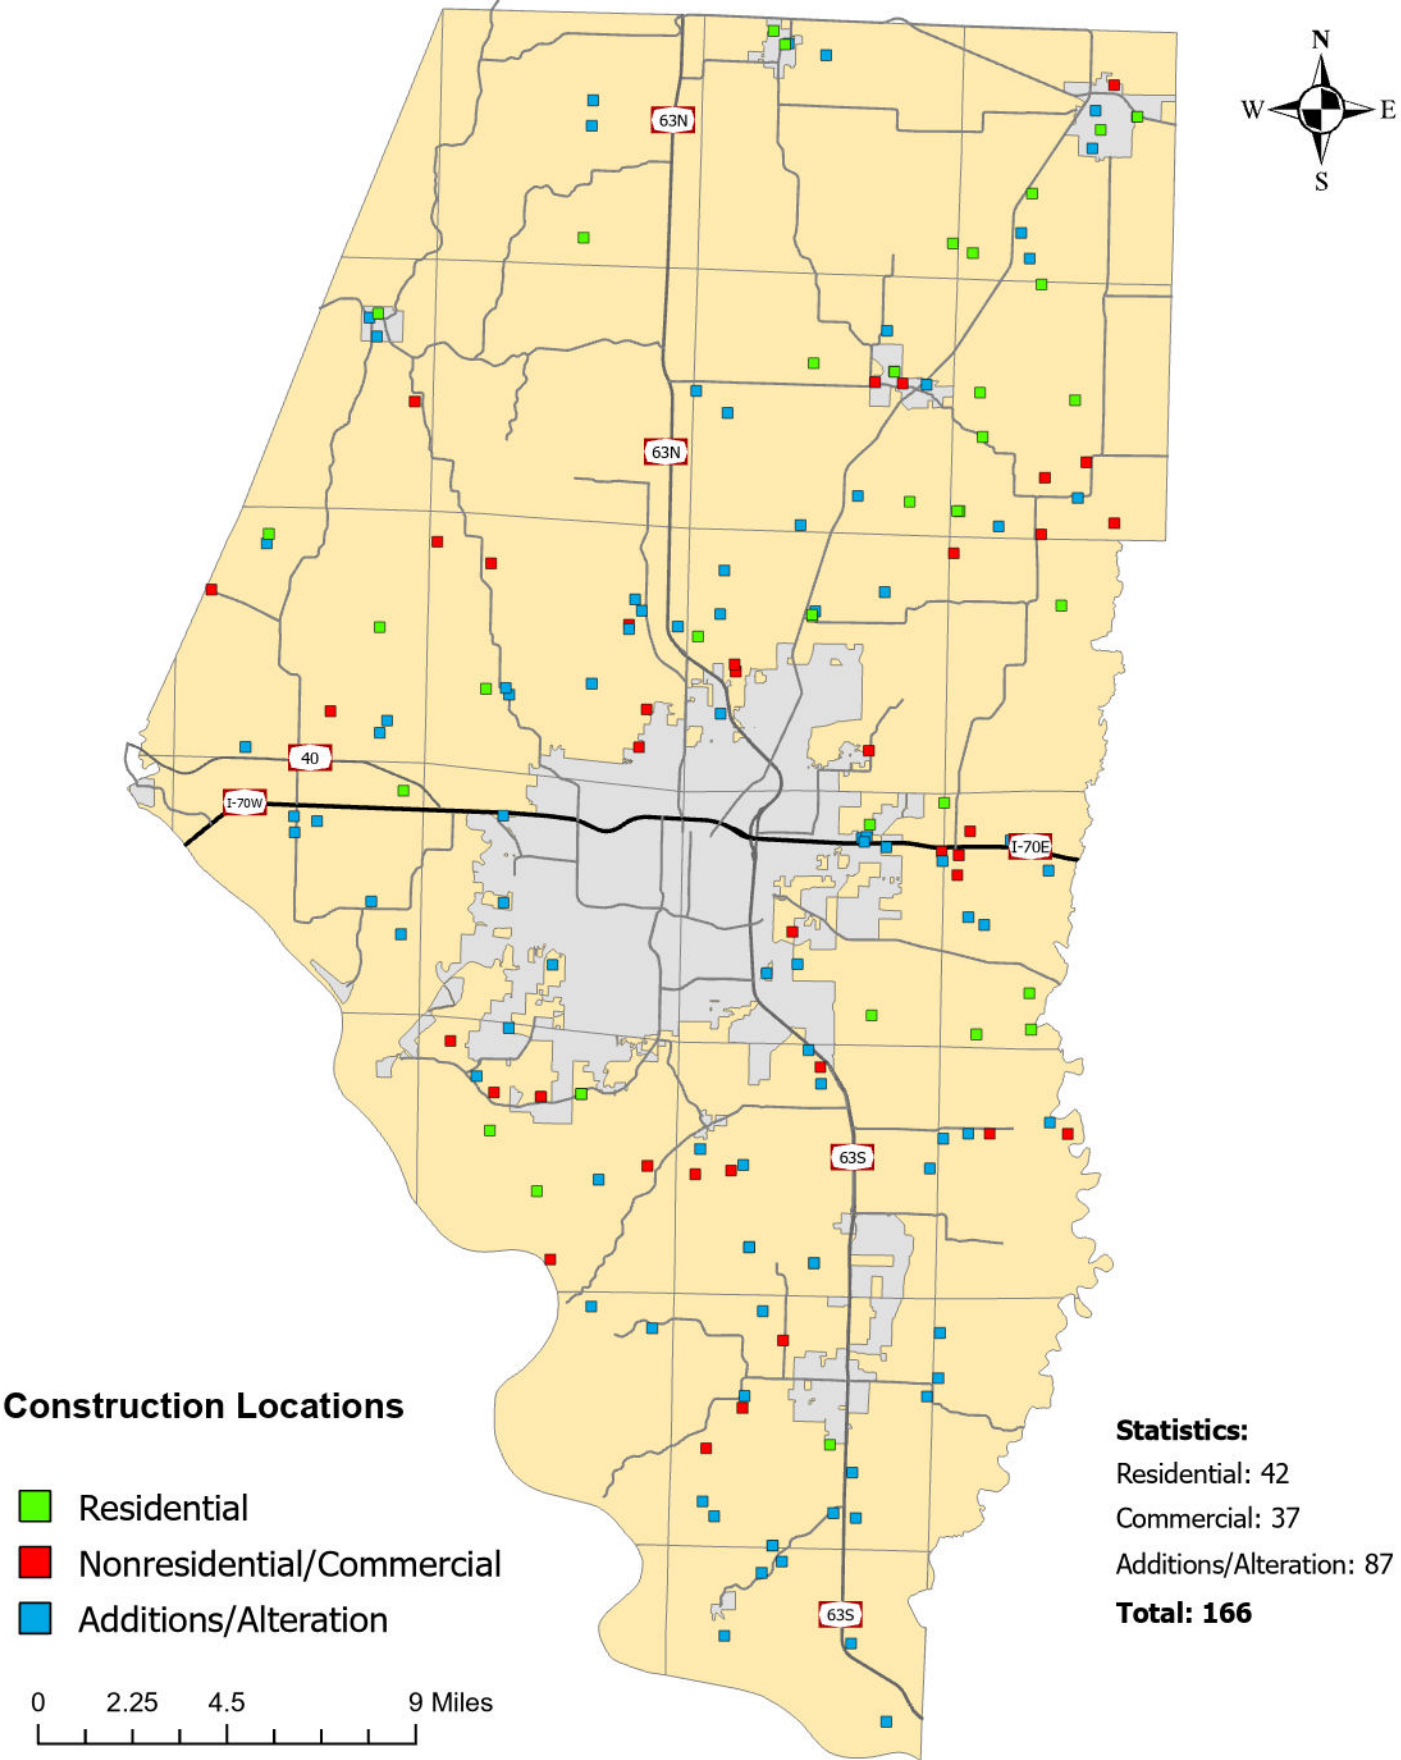 N
W E
S
63N
63N
40
I-70W
I-70E
63S
63S
Construction Locations
Residential
Nonresidential/Commercial
Additions/Alteration
0 2.25 4.5 9 Miles
Statistics:
Residential: 42
Commercial: 37
Additions/Alteration: 87
Total: 166